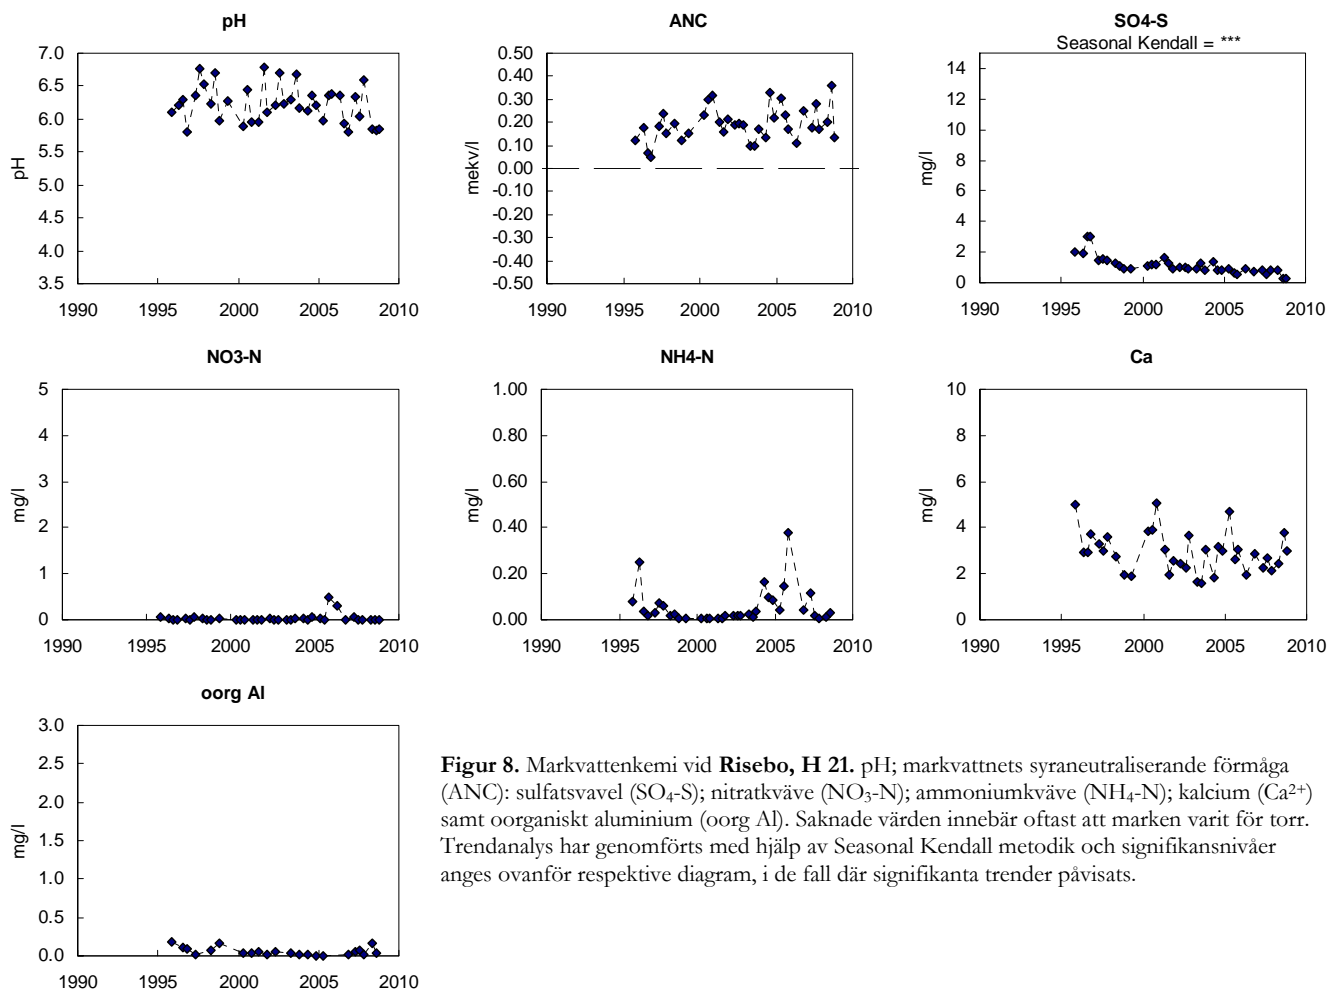 pH
7.0
6.5
6.0
5.5
5.0
4.5
4.0
3.5
pH
1990 1995 2000 2005 2010
ANC
0.50
0.40
0.30
0.20
0.10
0.00
-0.10
-0.20
-0.30
-0.40
-0.50
mekv/l
1990 1995 2000 2005 2010
SO4-S
Seasonal Kendall = ***
14
12
10
8
6
4
2
0
mg/l
1990 1995 2000 2005 2010
NO3-N
5
4
3
2
1
0
mg/l
1990 1995 2000 2005 2010
NH4-N
1.00
0.80
0.60
0.40
0.20
0.00
mg/l
1990 1995 2000 2005 2010
Ca
10
8
6
4
2
0
mg/l
1990 1995 2000 2005 2010
oorg Al
3.0
2.5
2.0
1.5
1.0
0.5
0.0
mg/l
1990 1995 2000 2005 2010
Figur 8. Markvattenkemi vid Risebo, H 21. pH; markvattnets syraneutraliserande förmåga
(ANC): sulfatsvavel (SO₄-S); nitratkväve (NO₃-N); ammoniumkväve (NH₄-N); kalcium (Ca²⁺)
samt oorganiskt aluminium (oorg Al). Saknade värden innebär oftast att marken varit för torr.
Trendanalys har genomförts med hjälp av Seasonal Kendall metodik och signifikansnivåer
anges ovanför respektive diagram, i de fall där signifikanta trender påvisats.